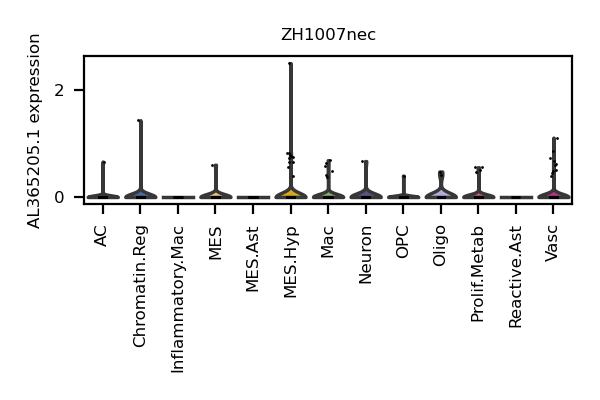 ZH1007nec
AL365205.1 expression
2
0
AC
Chromatin.Reg
Inflammatory.Mac
MES
MES.Ast
MES.Hyp
Mac
Neuron
OPC
Oligo
Prolif.Metab
Reactive.Ast
Vasc